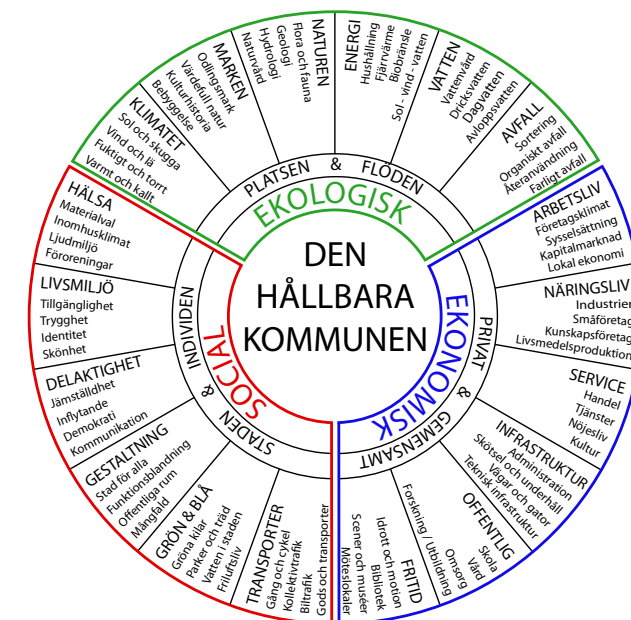 DEN
HÅLLBARA
KOMMUNEN
EKOLOGISK
PLATSEN & FLÖDEN
KLIMATET
Sol och skugga
Vind och lä
Fuktigt och torrt
Varmt och kallt
MARKEN
Odlingsmark
Värdefull natur
Kulturhistoria
Bebyggelse
NATUREN
Flora och fauna
Geologi
Hydrologi
Naturvård
ENERGI
Hushållning
Fjärrvärme
Biobränsle
Sol - vind - vatten
VATTEN
Vattenvård
Dricksvatten
Dagvatten
Avloppsvatten
AVFALL
Sortering
Organiskt avfall
Återanvändning
Farligt avfall
EKONOMISK
PRIVAT & GEMENSAMT
ARBETSLIV
Företagsklimat
Sysselsättning
Kapitalmarknad
Lokal ekonomi
NÄRINGSLIV
Industrier
Småföretag
Kunskapsföretag
Livsmedelsproduktion
SERVICE
Handel
Tjänster
Nöjesliv
Kultur
INFRASTRUKTUR
Administration
Skötsel och underhåll
Vägar och gator
Teknisk infrastruktur
OFFENTLIG
Skola
Vård
Omsorg
Forskning / Utbildning
FRITID
Idrott och motion
Bibliotek
Scener och muséer
Möteslokaler
SOCIAL
STADEN & INDIVIDEN
TRANSPORTER
Gång och cykel
Kollektivtrafik
Biltrafik
Gods och transporter
GRÖN & BLÅ
Gröna kilar
Parker och träd
Vatten i staden
Friluftsliv
GESTALTNING
Stad för alla
Funktionsblandning
Offentliga rum
Mångfald
DELAKTIGHET
Jämställdhet
Inflytande
Demokrati
Kommunikation
LIVSMILJÖ
Tillgänglighet
Trygghet
Identitet
Skönhet
HÄLSA
Materialval
Inomhusklimat
Ljudmiljö
Föroreningar